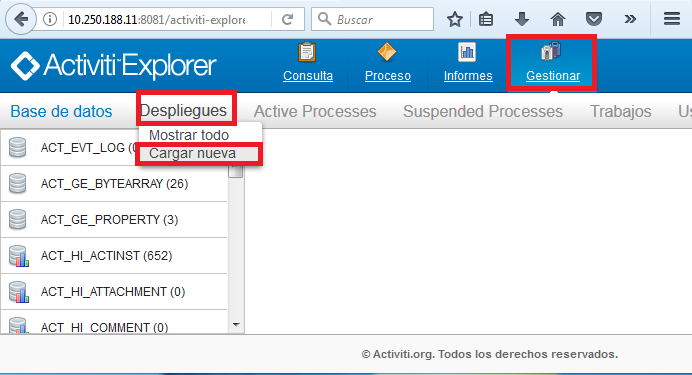 10.250.188.11:8081/activiti-explore
Buscar
Activiti Explorer
Consulta
Proceso
Informes
Gestionar
Base de datos
Despliegues
Active Processes
Suspended Processes
Trabajos
Us
Mostrar todo
Cargar nueva
ACT_EVT_LOG (0
ACT_GE_BYTEARRAY (26)
ACT_GE_PROPERTY (3)
ACT_HI_ACTINST (652)
ACT_HI_ATTACHMENT (0)
ACT_HI_COMMENT (0)
© Activiti.org. Todos los derechos reservados.